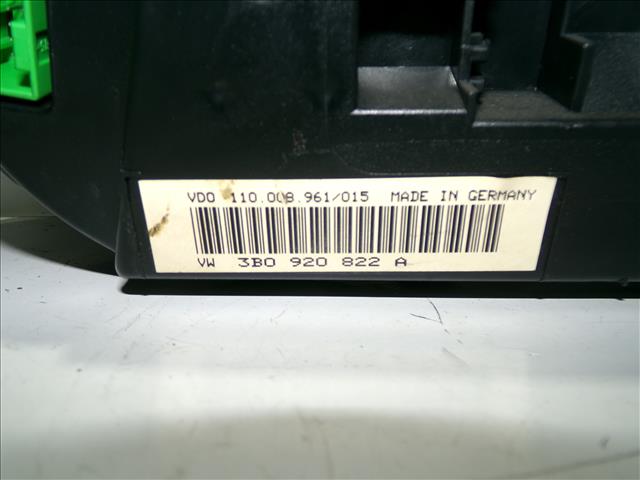 VDO 110.008.961/015 MADE IN GERMANY
VW 3B0 920 822 A